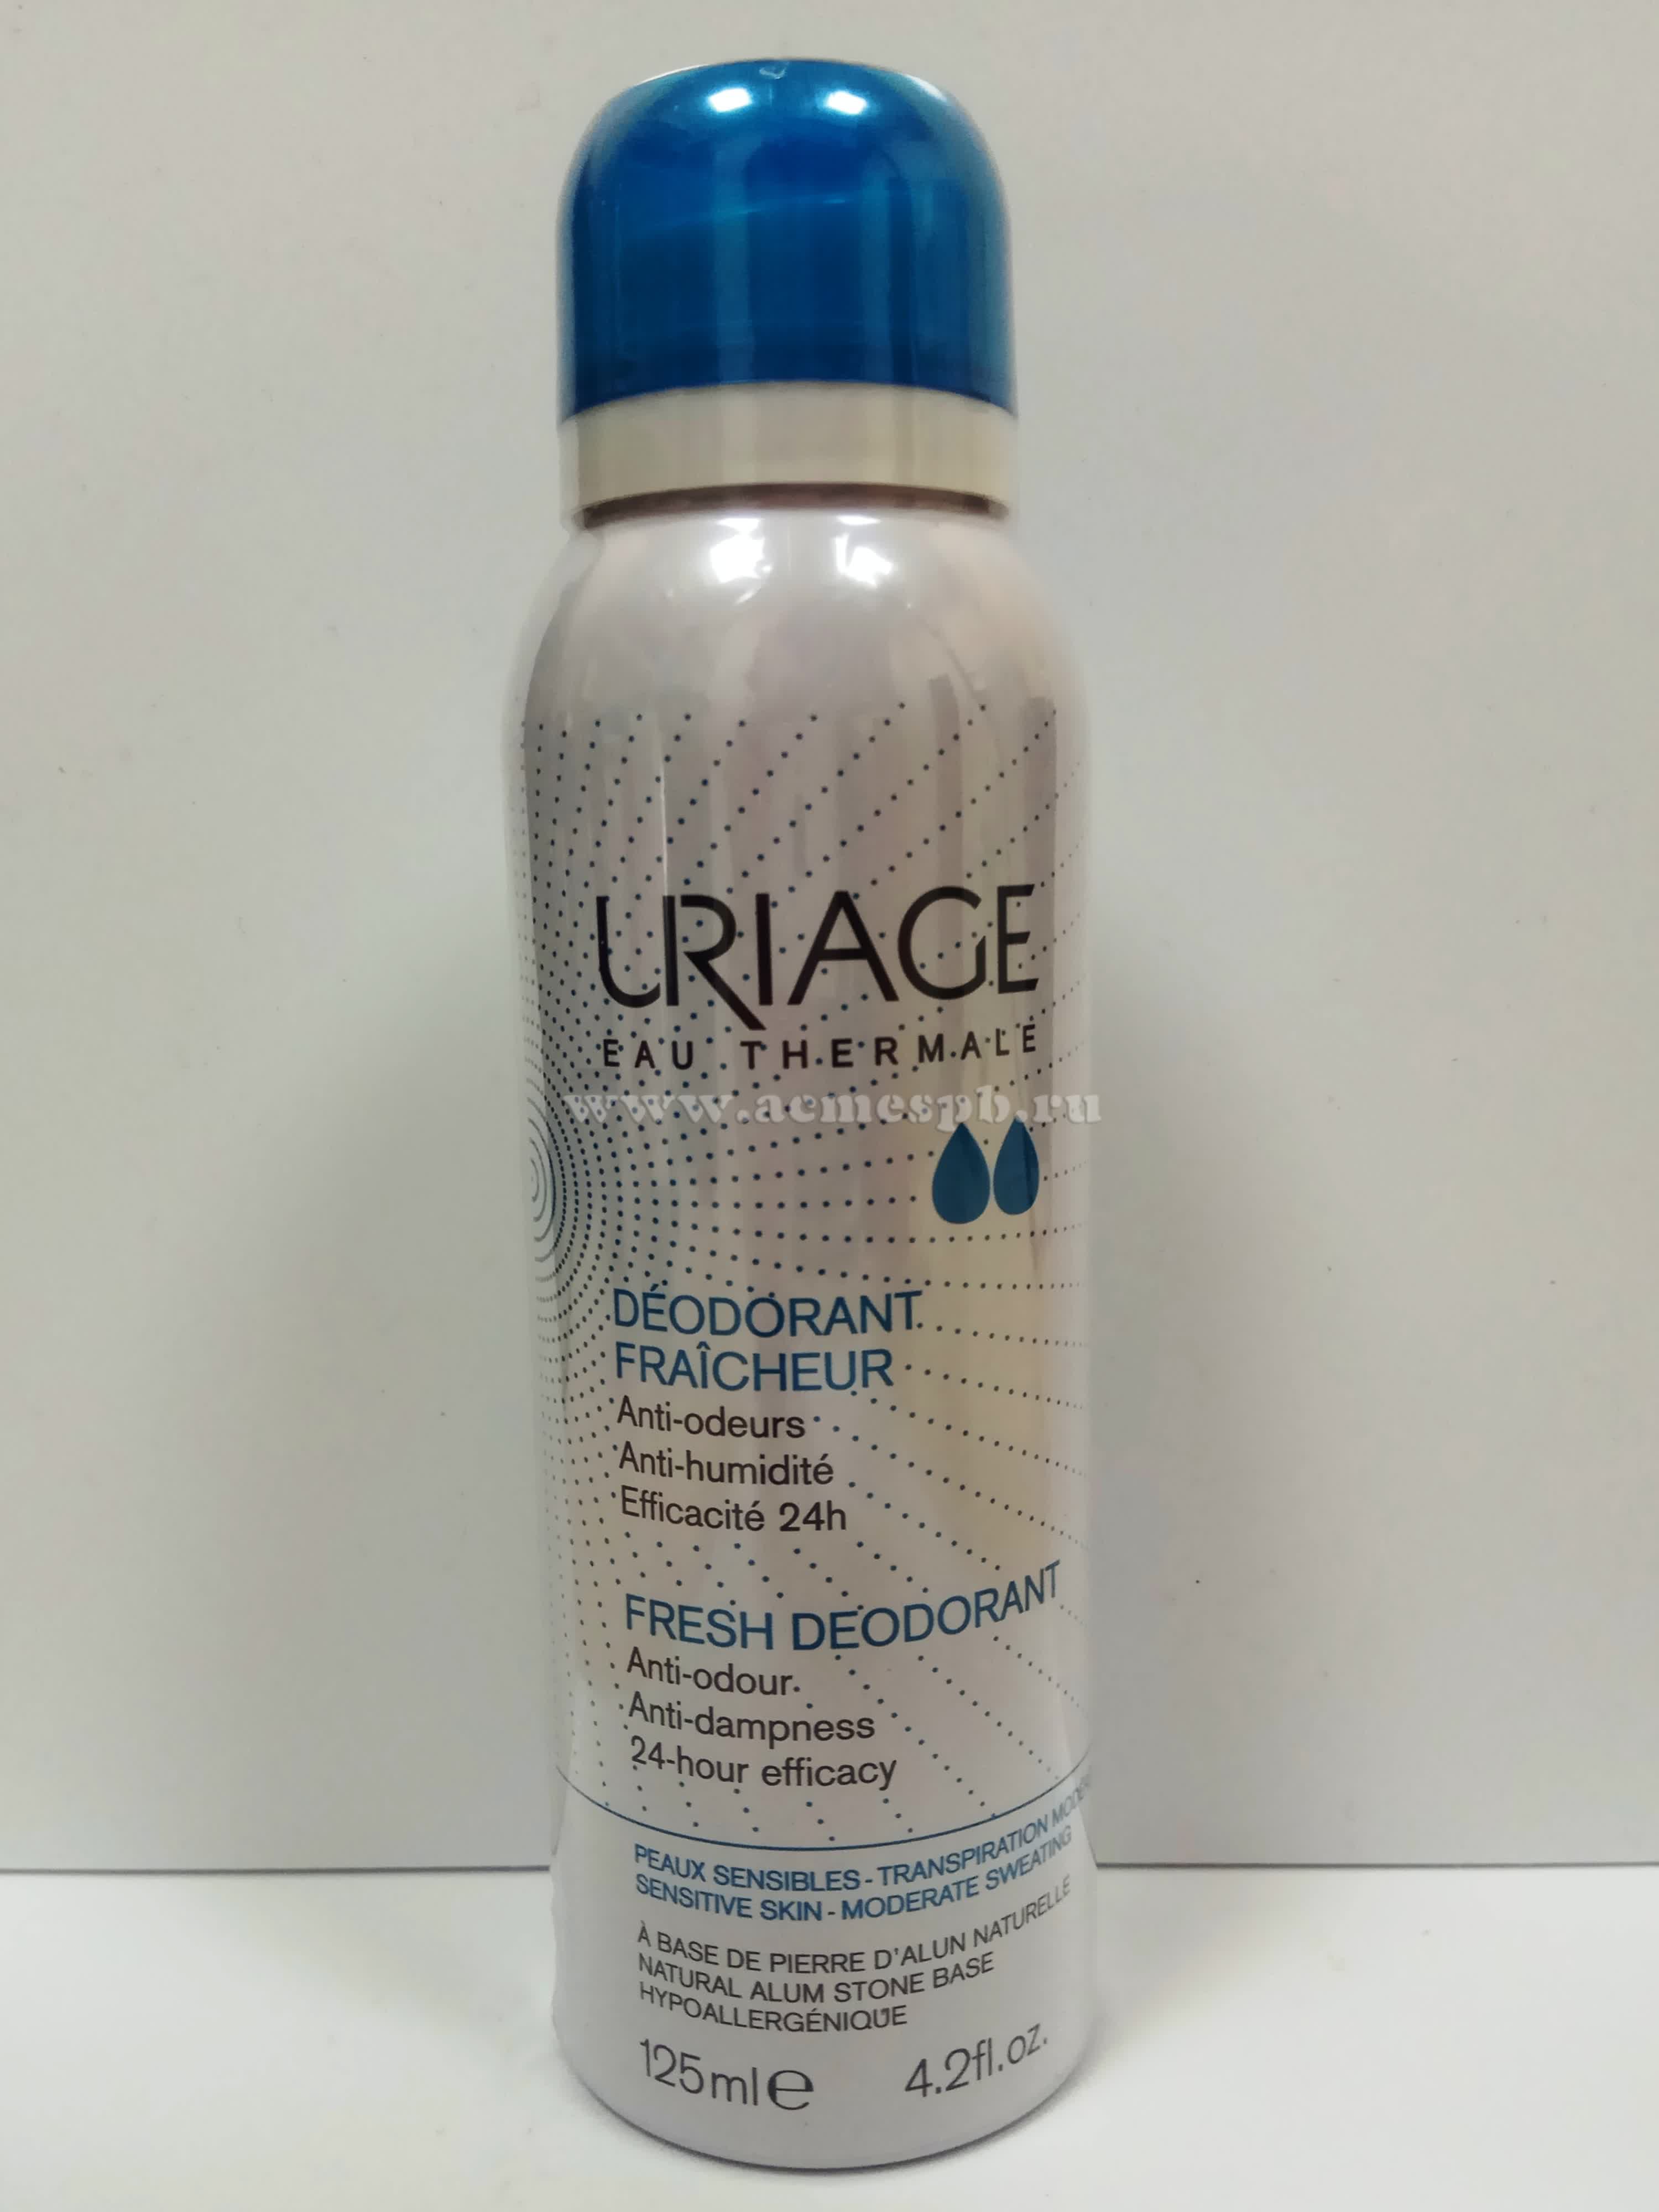 URIAGE
EAU THERMALE
www.acmespb.ru
DÉODORANT
FRAÎCHEUR
Anti-odeurs
Anti-humidité
Efficacité 24h
FRESH DEODORANT
Anti-odour
Anti-dampness
24-hour efficacy
PEAUX SENSIBLES - TRANSPIRATION
SENSITIVE SKIN - MODERATE SWEATING
À BASE DE PIERRE D'ALUN NATURELLE
NATURAL ALUM STONE BASE
HYPOALLERGÉNIQUE
125ml e 4.2fl.oz.